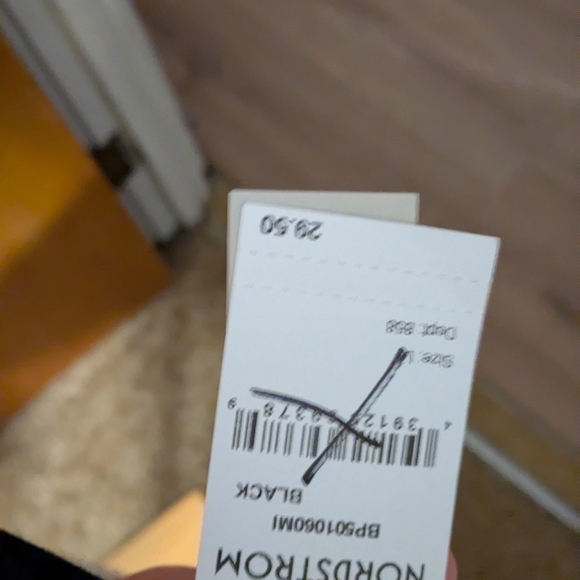 NORDSTROM
BP501060MI
BLACK
Size: L
Dept: 858
29.50